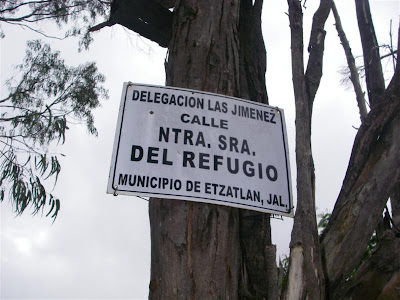 DELEGACION LAS JIMENEZ
CALLE
NTRA. SRA.
DEL REFUGIO
MUNICIPIO DE ETZATLAN, JAL.